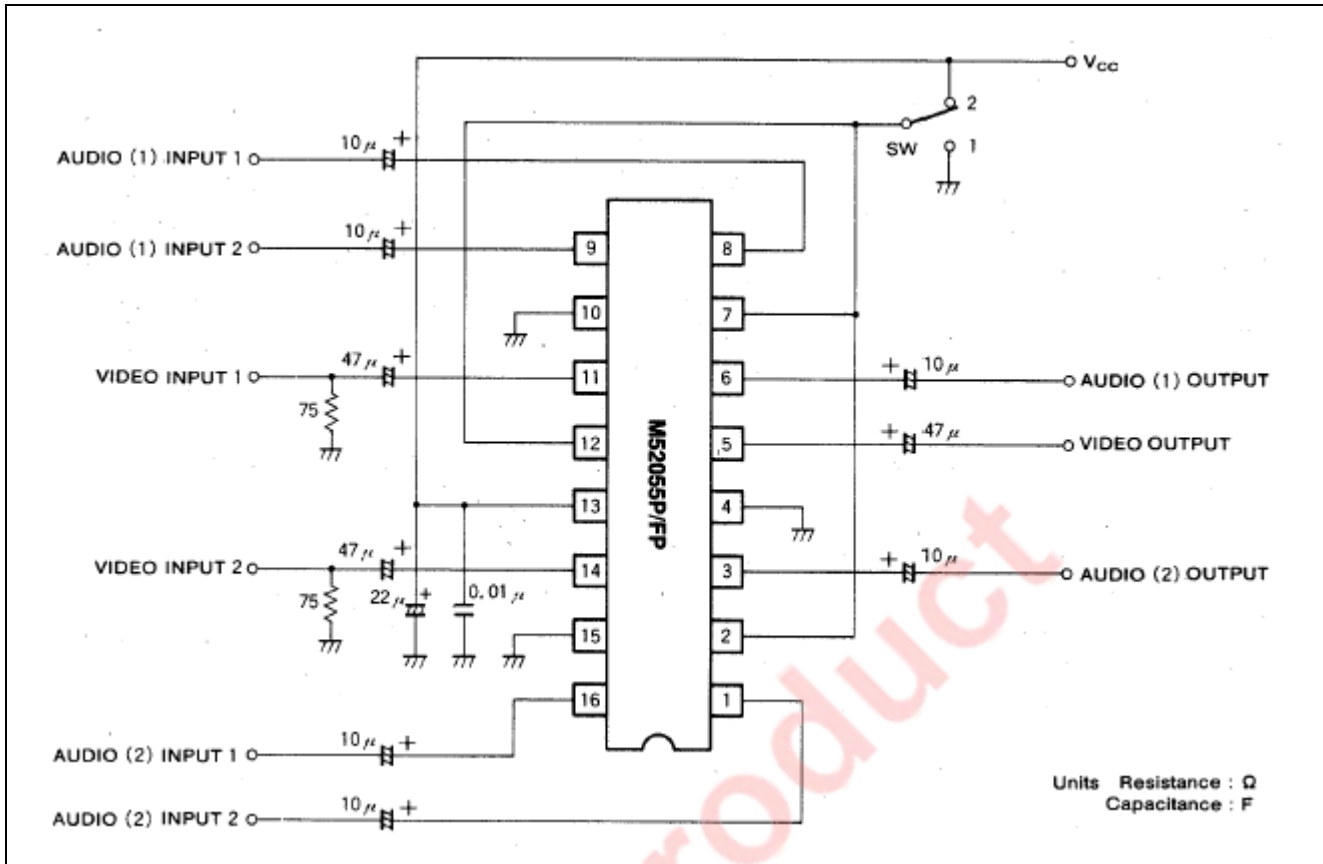 VCC
2
SW
1
10μ +
AUDIO (1) INPUT 1
10μ +
AUDIO (1) INPUT 2
9
8
10
7
47μ +
VIDEO INPUT 1
75
11
6
+ 10μ
AUDIO (1) OUTPUT
12
5
+ 47μ
VIDEO OUTPUT
M52055P/FP
13
4
47μ +
VIDEO INPUT 2
75
14
3
+ 10μ
AUDIO (2) OUTPUT
22μ +
0.01μ
15
2
16
1
10μ +
AUDIO (2) INPUT 1
10μ +
AUDIO (2) INPUT 2
Units Resistance : Ω
Capacitance : F
roduct